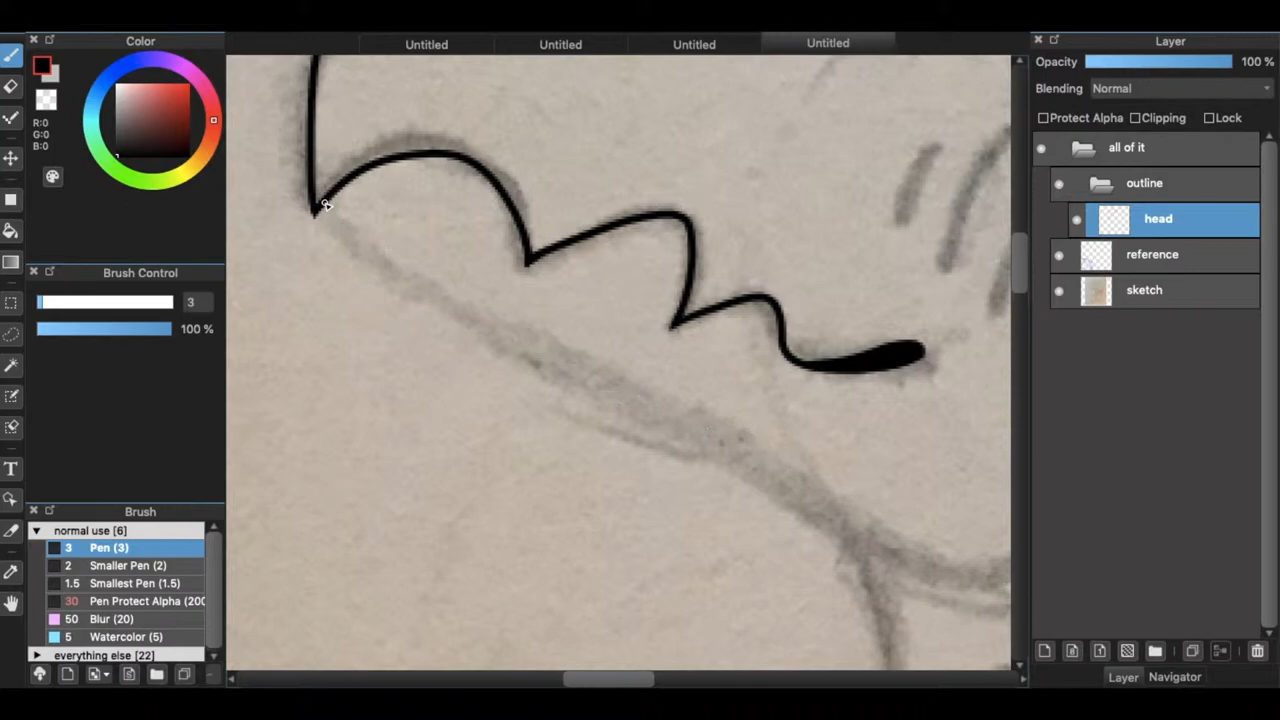 Color
R:0
G:0
B:0
Brush Control
3
100 %
Brush
normal use [6]
3 Pen (3)
2 Smaller Pen (2)
1.5 Smallest Pen (1.5)
30 Pen Protect Alpha (200
50 Blur (20)
5 Watercolor (5)
everything else [22]
T
Untitled Untitled Untitled Untitled
Layer
Opacity 100 %
Blending Normal
Protect Alpha Clipping Lock
all of it
outline
head
reference
sketch
Layer Navigator